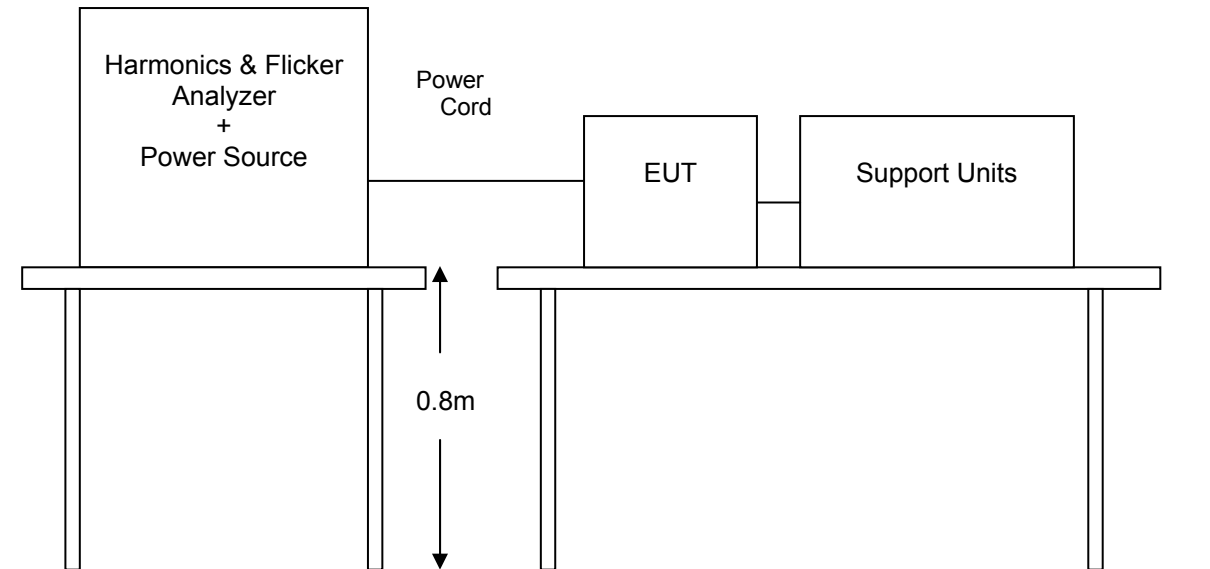 Harmonics & Flicker
Analyzer
+
Power Source
Power
Cord
EUT
Support Units
0.8m